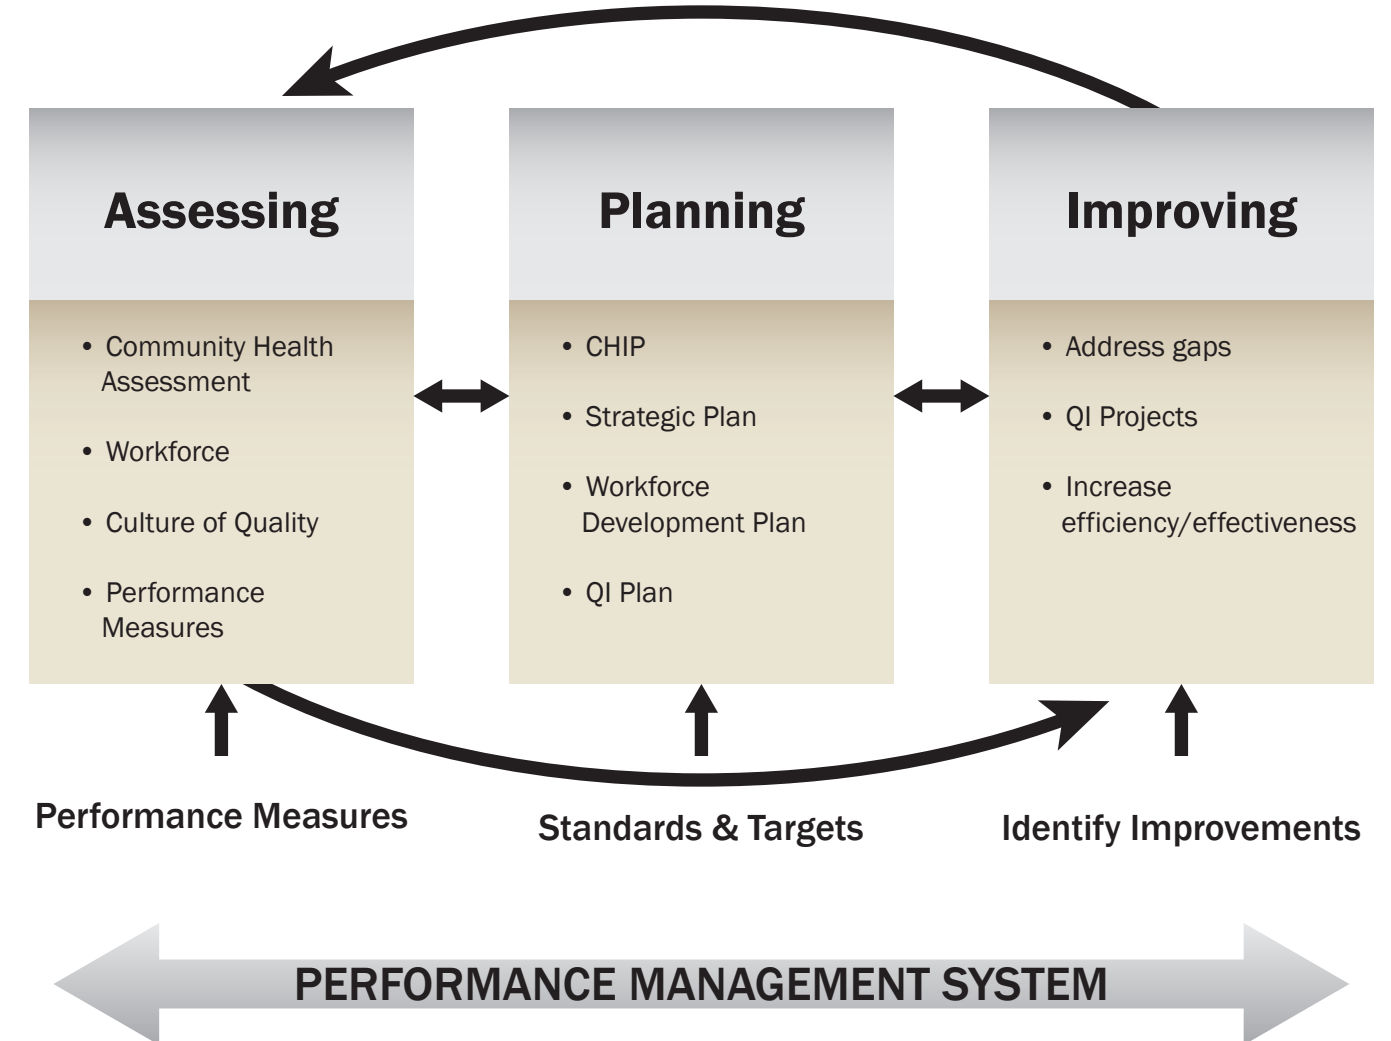 Assessing
• Community Health
Assessment
• Workforce
• Culture of Quality
• Performance
Measures
Planning
• CHIP
• Strategic Plan
• Workforce
Development Plan
• QI Plan
Improving
• Address gaps
• QI Projects
• Increase
efficiency/effectiveness
Performance Measures
Standards & Targets
Identify Improvements
PERFORMANCE MANAGEMENT SYSTEM